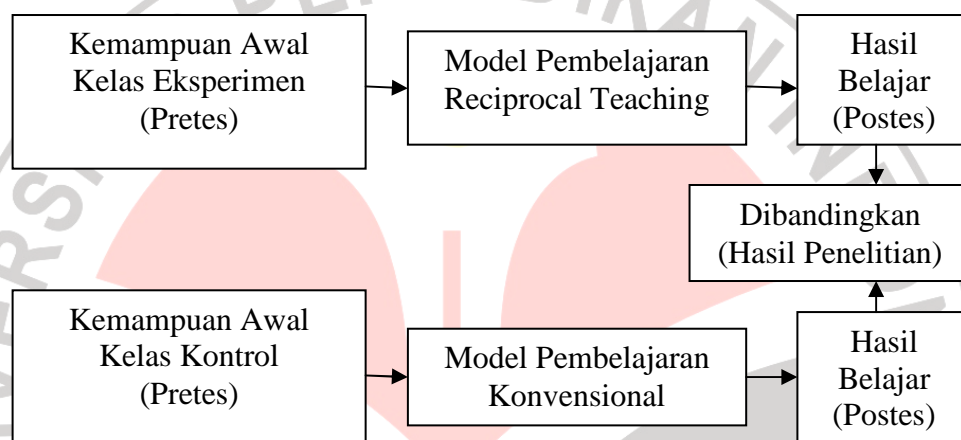 Kemampuan Awal
Kelas Eksperimen
(Pretes)
Model Pembelajaran
Reciprocal Teaching
Hasil
Belajar
(Postes)
Dibandingkan
(Hasil Penelitian)
Kemampuan Awal
Kelas Kontrol
(Pretes)
Model Pembelajaran
Konvensional
Hasil
Belajar
(Postes)